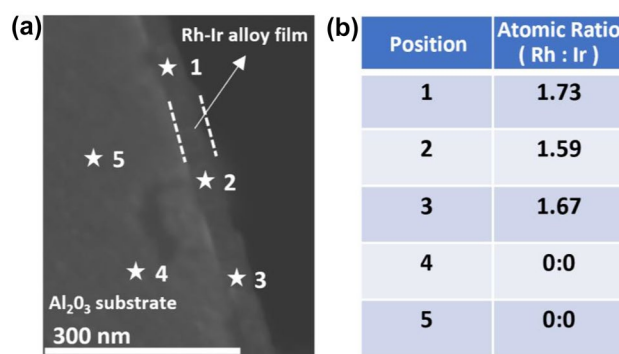 (a)
Rh-Ir alloy film
1
5
2
4
3
Al₂O₃ substrate
300 nm
(b)
Position Atomic Ratio
( Rh : Ir )
1 1.73
2 1.59
3 1.67
4 0:0
5 0:0